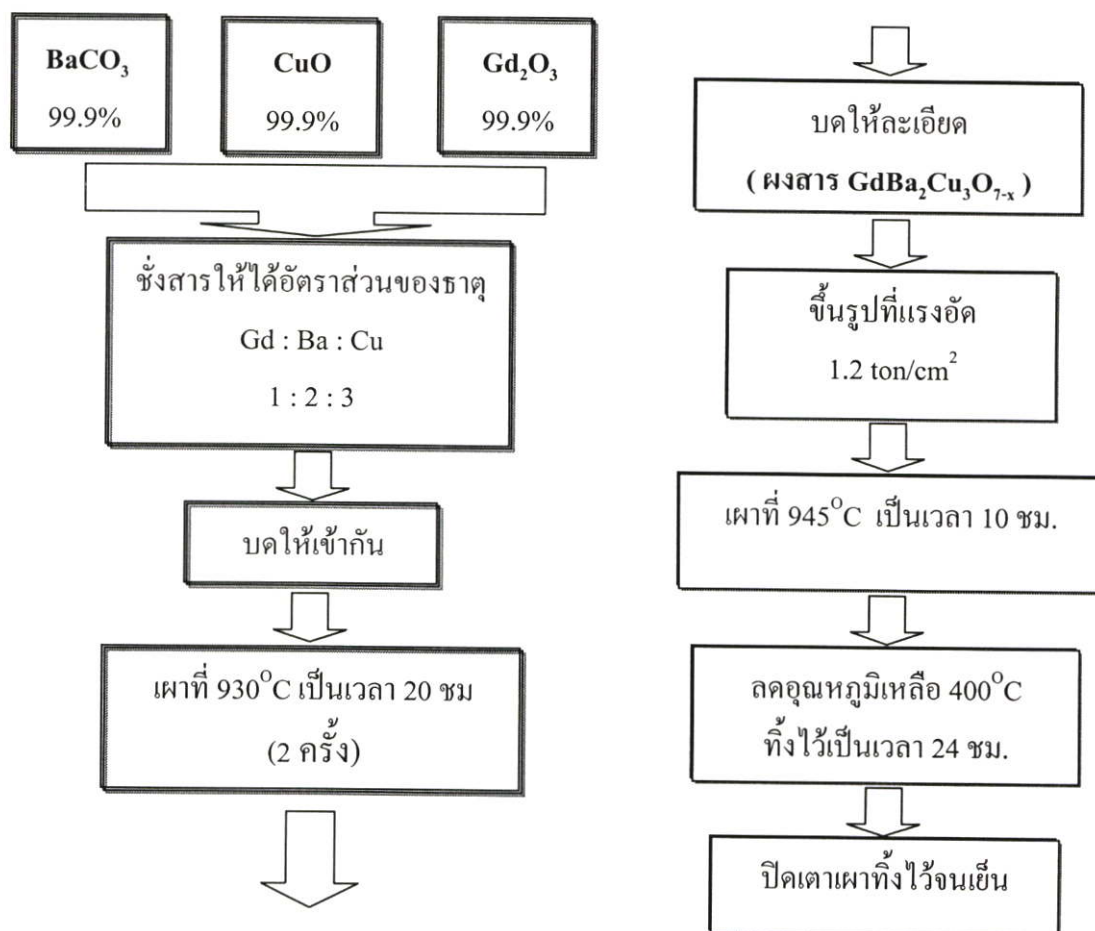 BaCO₃
99.9%
CuO
99.9%
Gd₂O₃
99.9%
ชั่งสารให้ได้อัตราส่วนของธาตุ
Gd : Ba : Cu
1 : 2 : 3
บดให้เข้ากัน
เผาที่ 930°C เป็นเวลา 20 ชม
(2 ครั้ง)
บดให้ละเอียด
( ผงสาร GdBa₂Cu₃O₇₋ₓ )
ขึ้นรูปที่แรงอัด
1.2 ton/cm²
เผาที่ 945°C เป็นเวลา 10 ชม.
ลดอุณหภูมิเหลือ 400°C
ทิ้งไว้เป็นเวลา 24 ชม.
ปิดเตาเผาทิ้งไว้จนเย็น